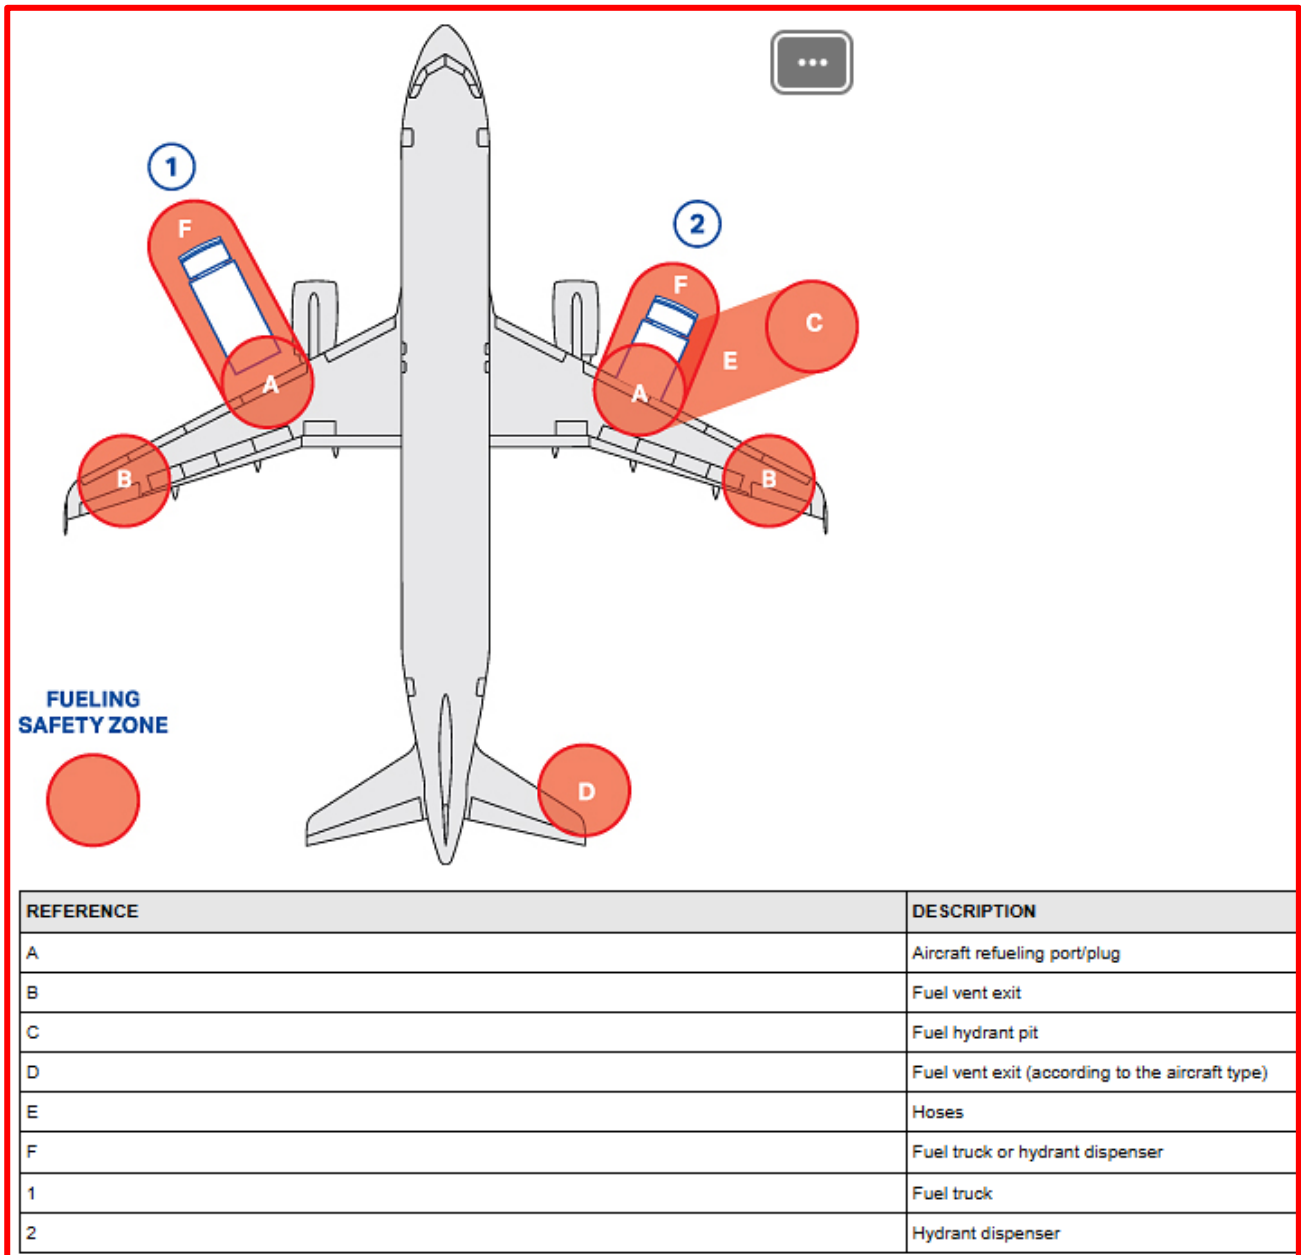 ...
1
F
2
F
C
E
A
A
B
B
FUELING
SAFETY ZONE
D
REFERENCE DESCRIPTION
A Aircraft refueling port/plug
B Fuel vent exit
C Fuel hydrant pit
D Fuel vent exit (according to the aircraft type)
E Hoses
F Fuel truck or hydrant dispenser
1 Fuel truck
2 Hydrant dispenser